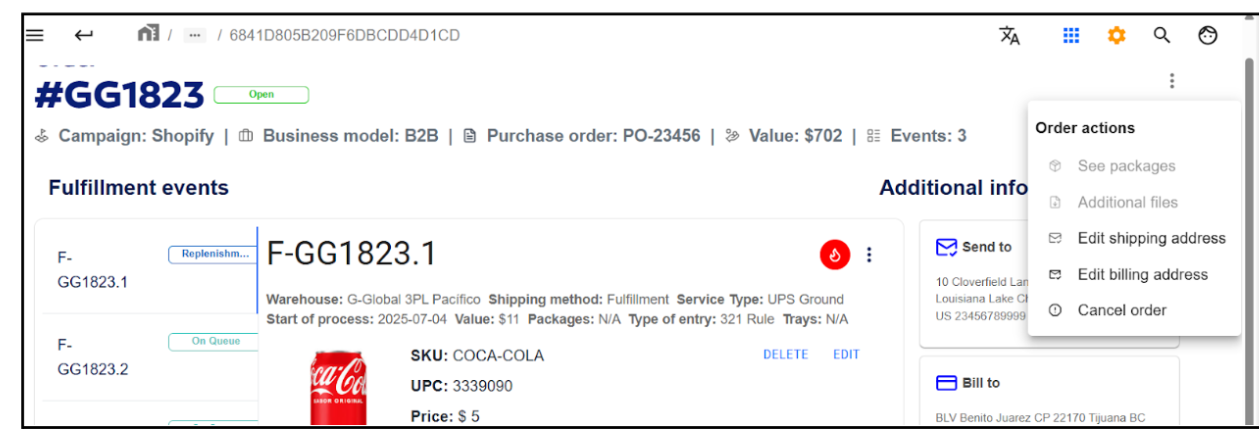 / ... / 6841D805B209F6DBCDD4D1CD
#GG1823 Open
Campaign: Shopify | Business model: B2B | Purchase order: PO-23456 | Value: $702 | Events: 3
Order actions
See packages
Additional files
Edit shipping address
Edit billing address
Cancel order
Fulfillment events
F-
GG1823.1
Replenishm...
F-
GG1823.2
On Queue
F-GG1823.1
Warehouse: G-Global 3PL Pacifico Shipping method: Fulfillment Service Type: UPS Ground
Start of process: 2025-07-04 Value: $11 Packages: N/A Type of entry: 321 Rule Trays: N/A
SKU: COCA-COLA
DELETE EDIT
UPC: 3339090
Price: $ 5
Coca-Cola
SABOR ORIGINAL
Additional info
Send to
10 Cloverfield Lan
Louisiana Lake
US 23456789999
Bill to
BLV Benito Juarez CP 22170 Tijuana BC